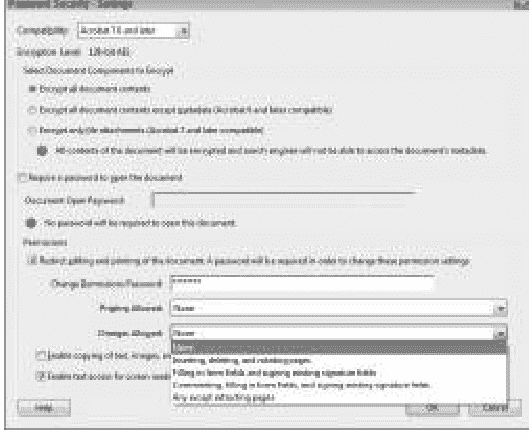 Password Security - Settings
Compatibility: Acrobat 7.0 and later
Encryption Level: 128-bit AES
Select Document Components to Encrypt
Encrypt all document contents
Encrypt all document contents except metadata (Acrobat 6 and later compatible)
Encrypt only file attachments (Acrobat 7 and later compatible)
All contents of the document will be encrypted and search engines will not be able to access the document's metadata.
Require a password to open the document
Document Open Password:
No password will be required to open this document.
Permissions
Restrict editing and printing of the document. A password will be required in order to change these permission settings.
Change Permissions Password: *******
Printing Allowed: None
Changes Allowed: None
None
Enable copying of text, images,
Inserting, deleting, and rotating pages
Filling in form fields and signing existing signature fields
Enable text access for screen
Commenting, filling in form fields, and signing existing signature fields
Any except extracting pages
Help OK Cancel